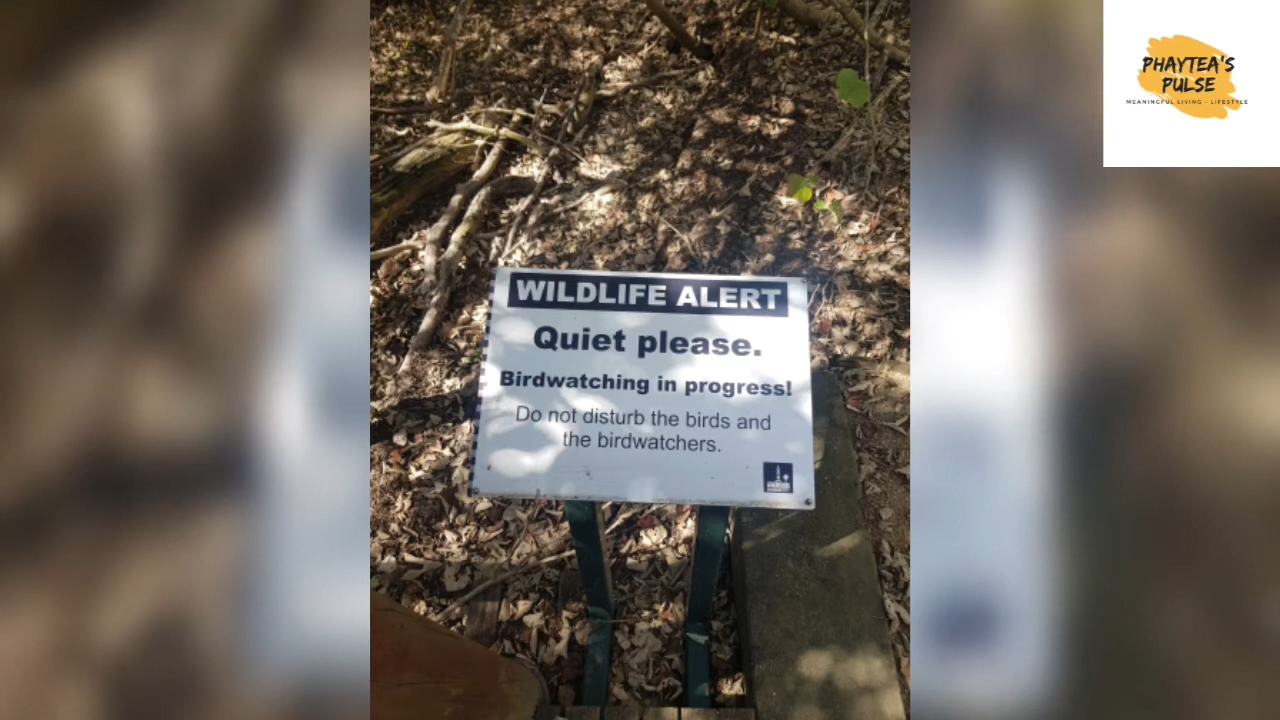 PHAYTEA'S
PULSE
MEANINGFUL LIVING - LIFESTYLE
WILDLIFE ALERT
Quiet please.
Birdwatching in progress!
Do not disturb the birds and
the birdwatchers.